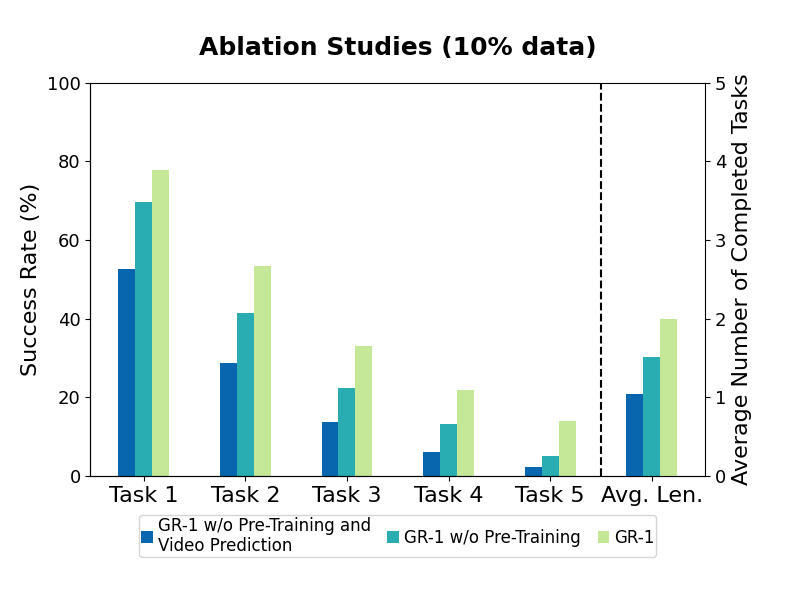 Ablation Studies (10% data)
Success Rate (%)
100
80
60
40
20
0
5
4
3
2
1
0
Average Number of Completed Tasks
Task 1
Task 2
Task 3
Task 4
Task 5
Avg. Len.
GR-1 w/o Pre-Training and
Video Prediction
GR-1 w/o Pre-Training
GR-1